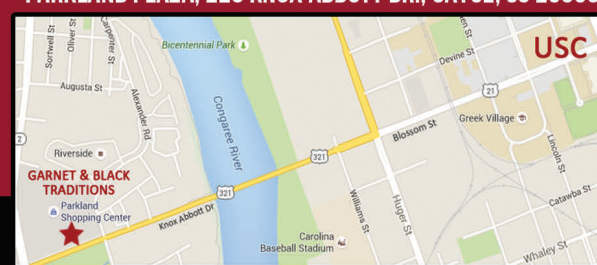 Sortwell St
Oliver St
Carpenter St
Bicentennial Park
USC
Devine St
Augusta St
21
Alexander Rd
Congaree River
Greek Village
Blossom St
2
Riverside
321
Lincoln St
GARNET & BLACK
TRADITIONS
321
Catawba St
Parkland
Shopping Center
Knox Abbott Dr
Williams St
Huger St
Carolina
Baseball Stadium
Whaley St